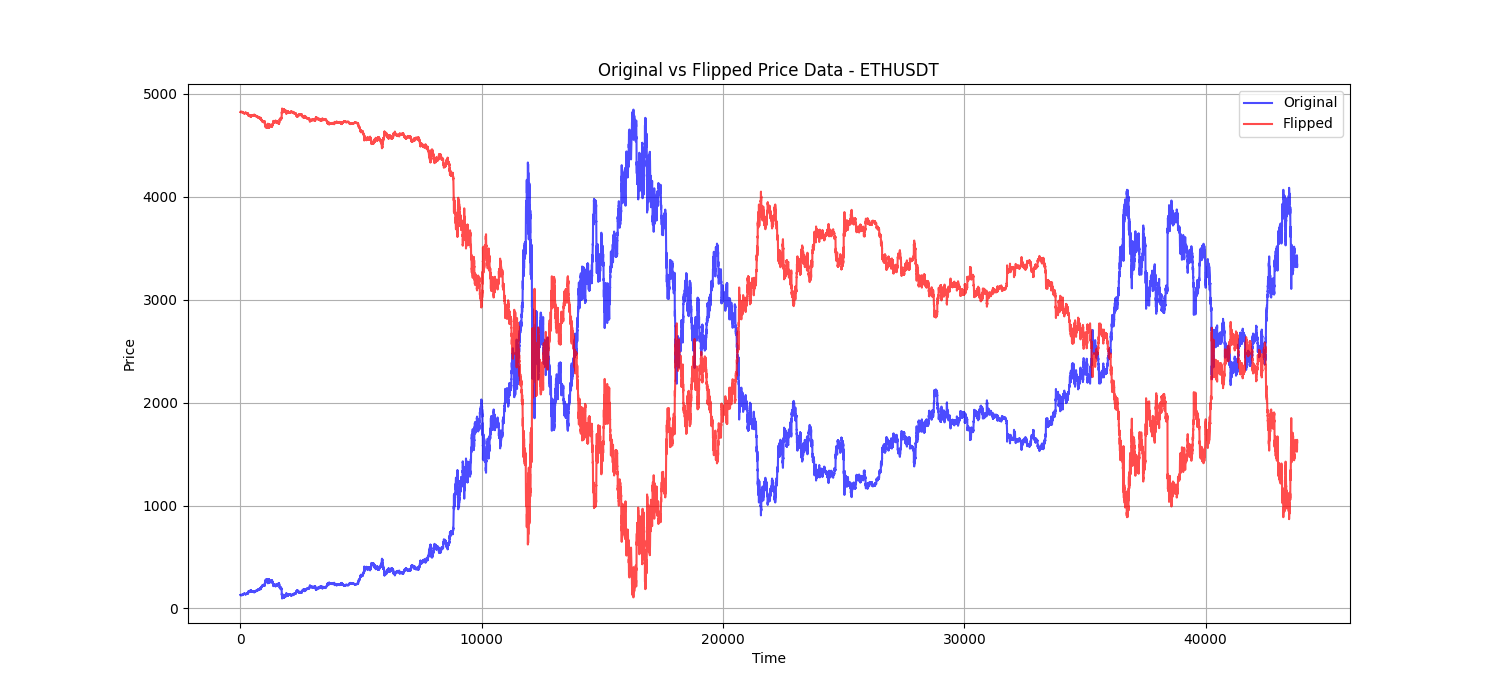 Original vs Flipped Price Data - ETHUSDT
Original
Flipped
Price
5000
4000
3000
2000
1000
0
0 10000 20000 30000 40000
Time